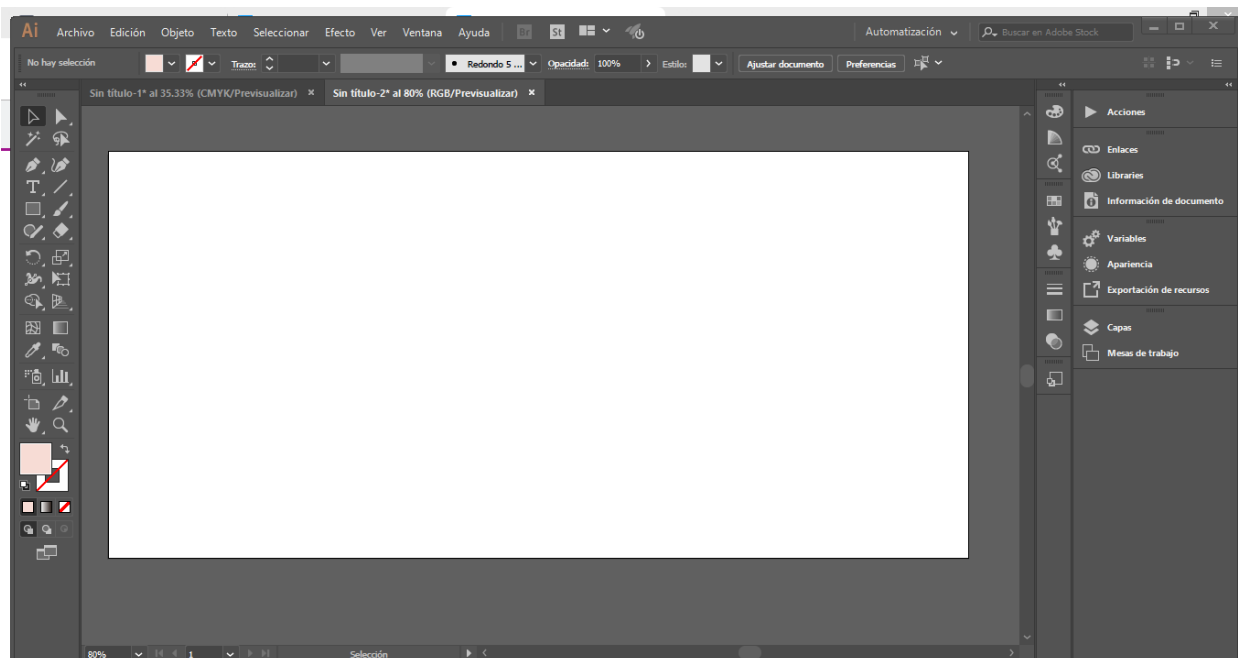 Ai Archivo Edición Objeto Texto Seleccionar Efecto Ver Ventana Ayuda Br St Automatización Buscar en Adobe Stock
No hay selección Trazo: Redondo 5 ... Opacidad: 100% Estilo: Ajustar documento Preferencias
Sin título-1* al 35.33% (CMYK/Previsualizar) × Sin título-2* al 80% (RGB/Previsualizar) ×
Acciones
Enlaces
Libraries
Información de documento
Variables
Apariencia
Exportación de recursos
Capas
Mesas de trabajo
80% 1 Selección